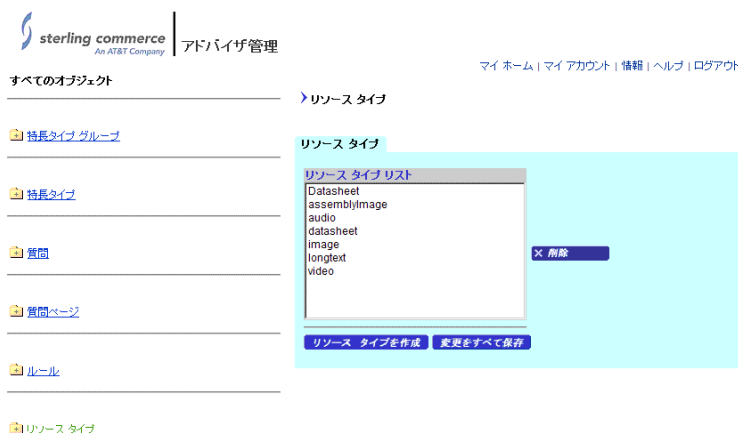 sterling commerce
An AT&T Company
アドバイザ管理
マイ ホーム | マイ アカウント | 情報 | ヘルプ | ログアウト
すべてのオブジェクト
リソース タイプ
特長タイプ グループ
特長タイプ
質問
質問ページ
ルール
リソース タイプ
リソース タイプ
リソース タイプ リスト
Datasheet
assemblyImage
audio
datasheet
image
longtext
video
削除
リソース タイプを作成
変更をすべて保存